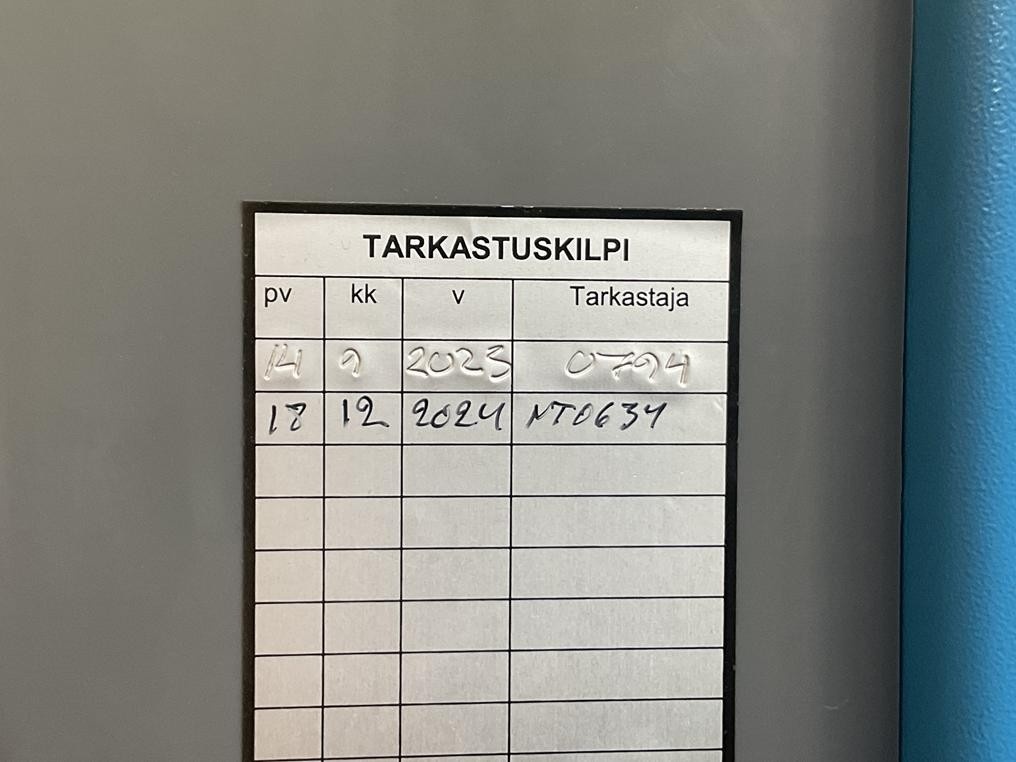 TARKASTUSKILPI
pv kk v Tarkastaja
14 9 2023 0794
18 12 2024 NT0634